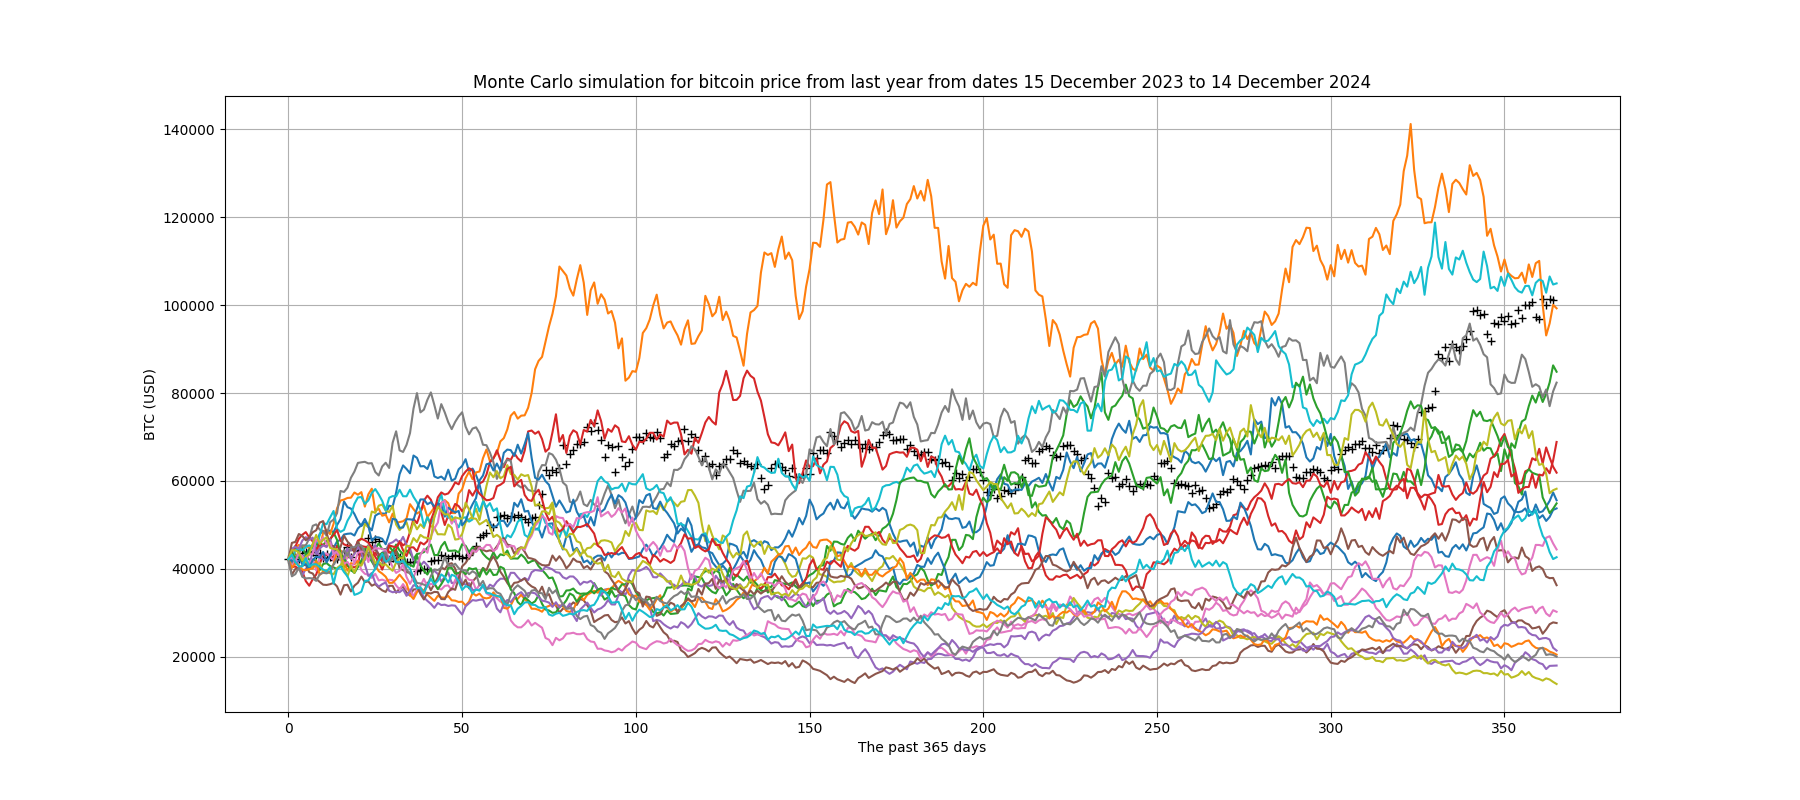 Monte Carlo simulation for bitcoin price from last year from dates 15 December 2023 to 14 December 2024
140000
120000
100000
80000
60000
40000
20000
BTC (USD)
0 50 100 150 200 250 300 350
The past 365 days